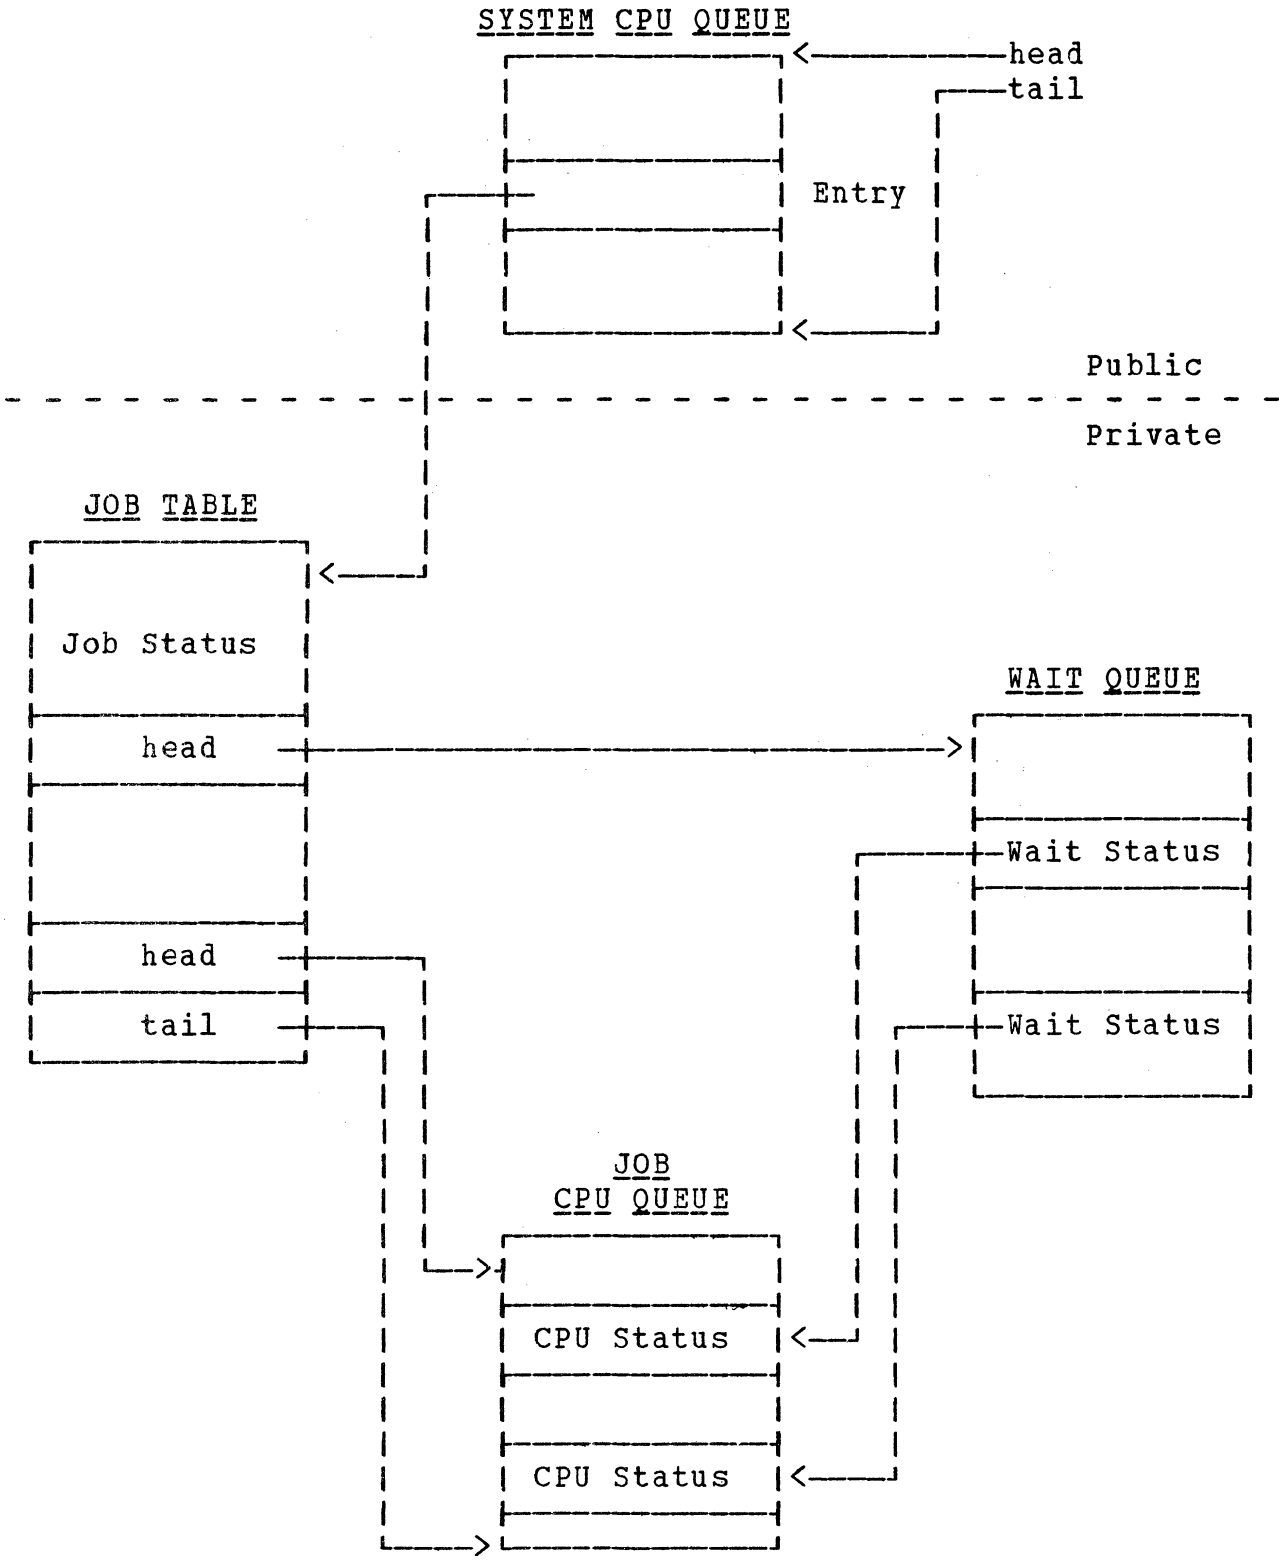 SYSTEM CPU QUEUE
head
tail
Entry
Public
Private
JOB TABLE
Job Status
WAIT QUEUE
head
Wait Status
head
tail
Wait Status
JOB
CPU QUEUE
CPU Status
CPU Status